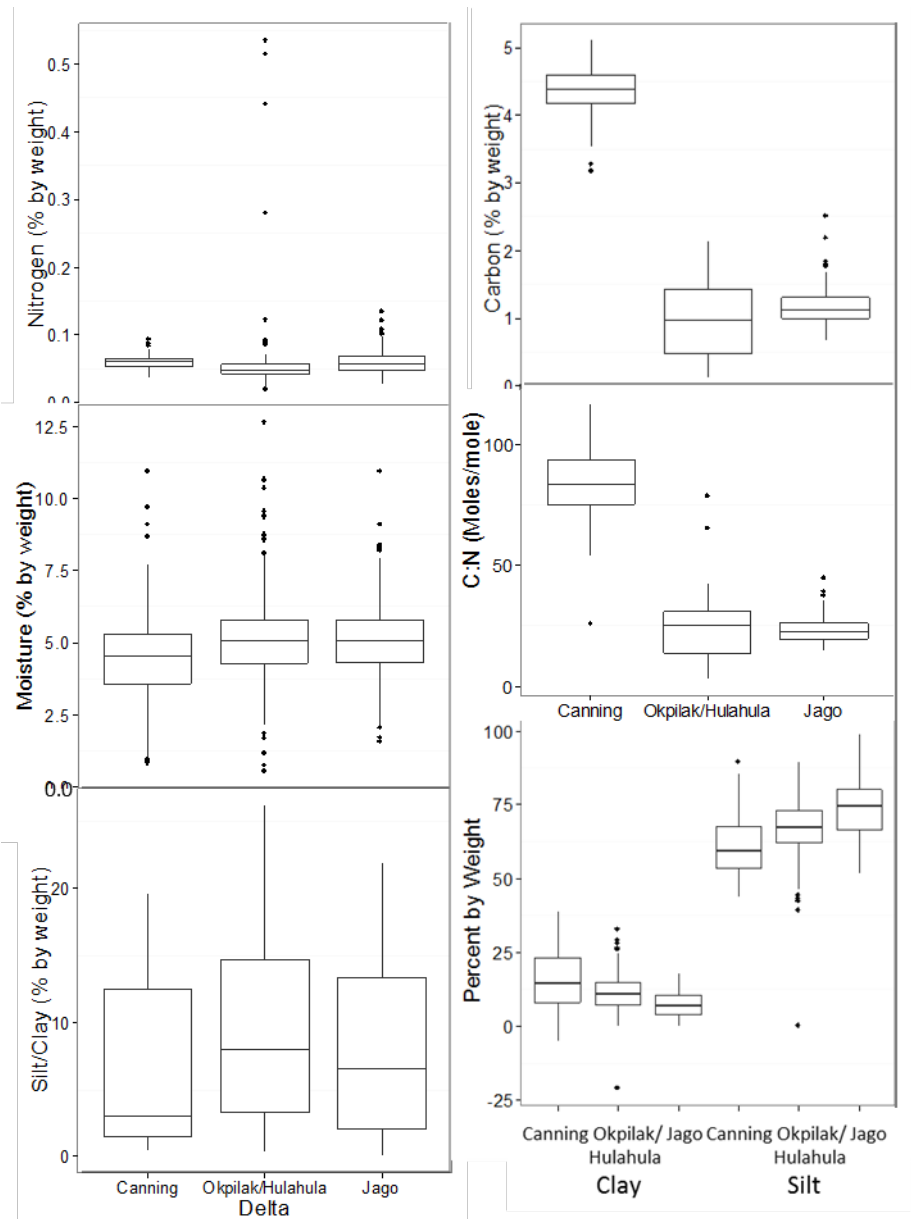 Nitrogen (% by weight)
0.5
0.4
0.3
0.2
0.1
0.0
Carbon (% by weight)
5
4
3
2
1
0
Moisture (% by weight)
12.5
10.0
7.5
5.0
2.5
0.0
C:N (Moles/mole)
100
50
0
Canning Okpilak/Hulahula Jago
Silt/Clay (% by weight)
20
10
0
Canning Okpilak/Hulahula Jago
Delta
Percent by Weight
100
75
50
25
0
-25
Canning Okpilak/ Jago Canning Okpilak/ Jago
Hulahula Hulahula
Clay Silt